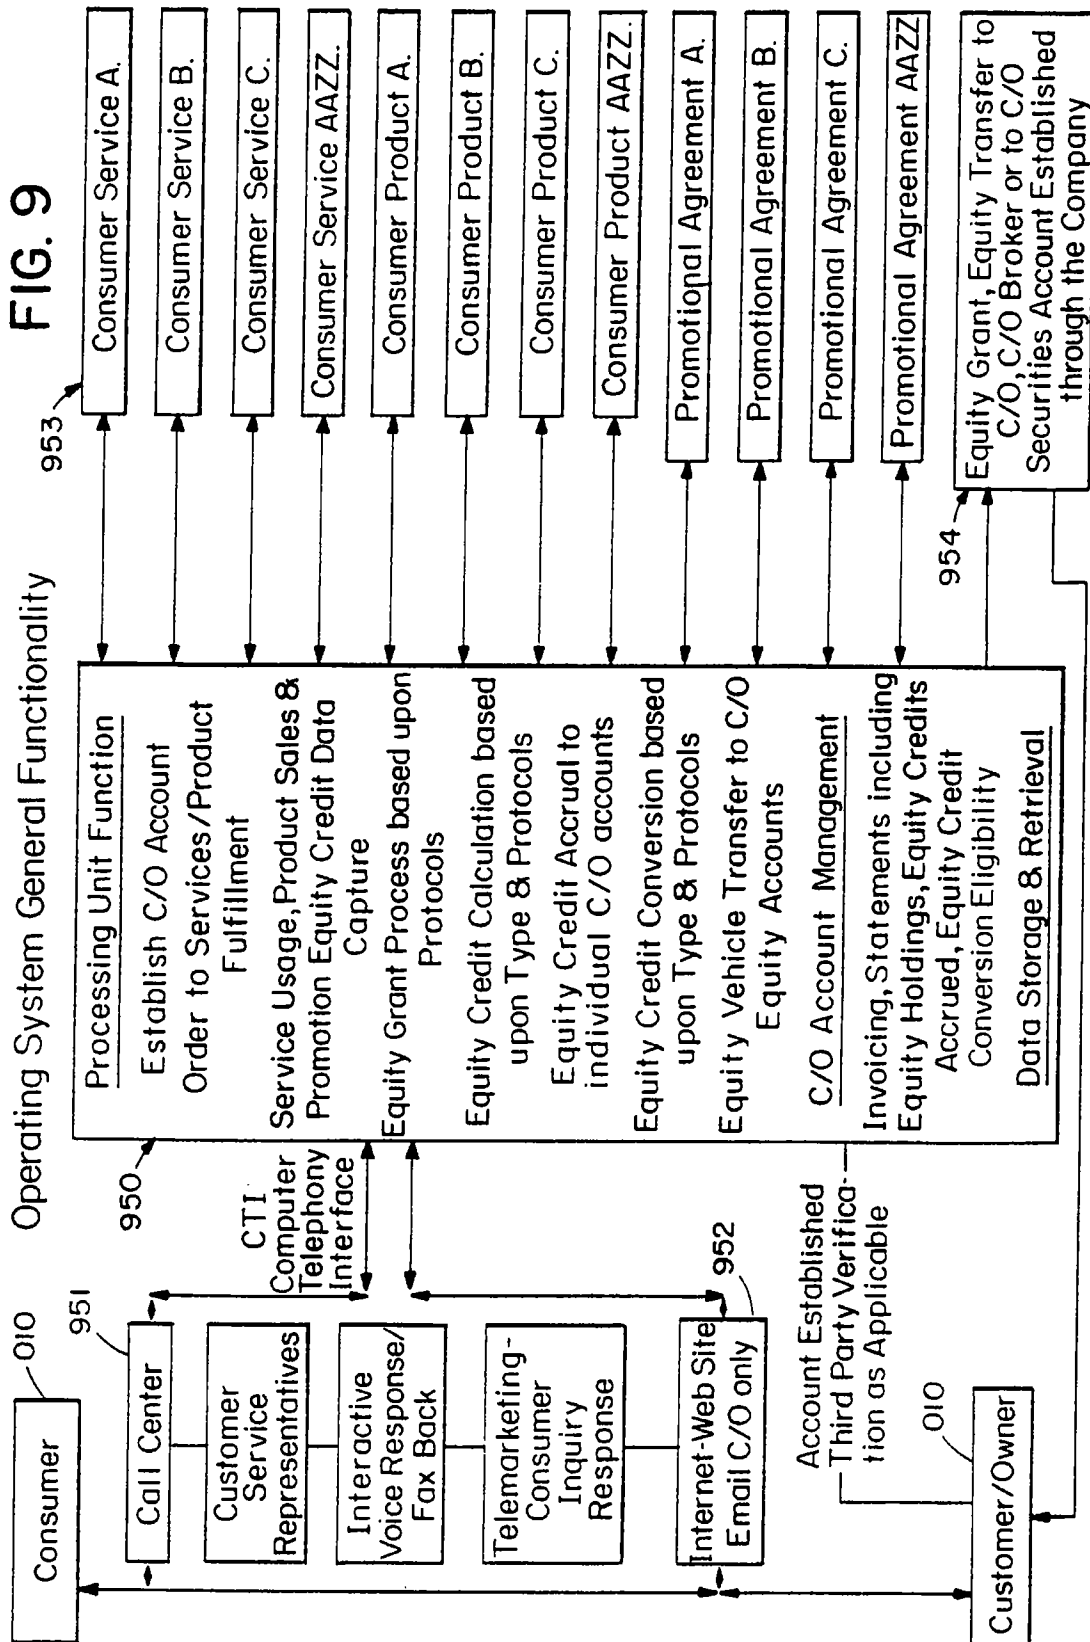 FIG. 9
Operating System General Functionality
Consumer
010
951
Call Center
Customer
Service
Representatives
Interactive
Voice Response/
Fax Back
Telemarketing-
Consumer
Inquiry
Response
Internet-Web Site
Email C/O only
952
CTI
Computer
Telephony
Interface
Account Established
Third Party Verifica-
tion as Applicable
010
Customer/Owner
950
Processing Unit Function
Establish C/O Account
Order to Services/Product
Fulfillment
Service Usage, Product Sales &
Promotion Equity Credit Data
Capture
Equity Grant Process based upon
Protocols
Equity Credit Calculation based
upon Type & Protocols
Equity Credit Accrual to
individual C/O accounts
Equity Credit Conversion based
upon Type & Protocols
Equity Vehicle Transfer to C/O
Equity Accounts
C/O Account Management
Invoicing, Statements including
Equity Holdings, Equity Credits
Accrued, Equity Credit
Conversion Eligibility
Data Storage & Retrieval
953
Consumer Service A.
Consumer Service B.
Consumer Service C.
Consumer Service AAZZ.
Consumer Product A.
Consumer Product B.
Consumer Product C.
Consumer Product AAZZ.
Promotional Agreement A.
Promotional Agreement B.
Promotional Agreement C.
Promotional Agreement AAZZ
954
Equity Grant, Equity Transfer to
C/O, C/O Broker or to C/O
Securities Account Established
through the Company